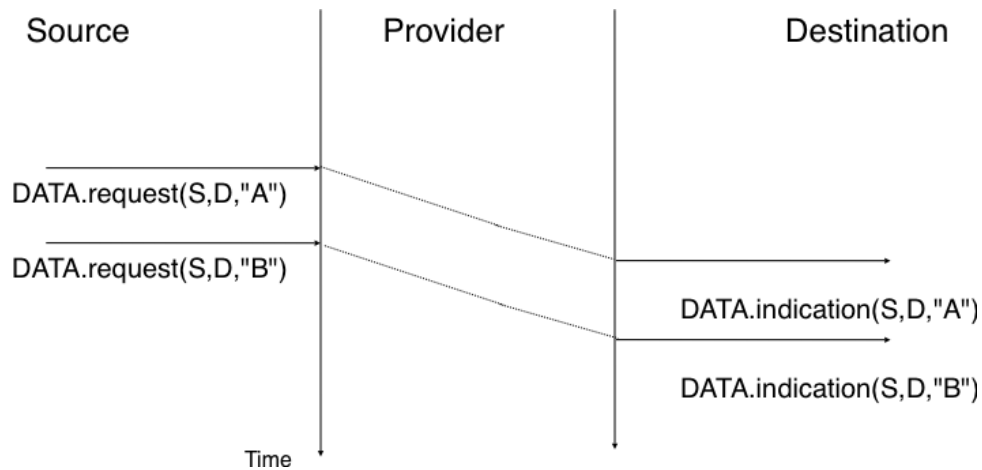 Source
Provider
Destination
DATA.request(S,D,"A")
DATA.request(S,D,"B")
DATA.indication(S,D,"A")
DATA.indication(S,D,"B")
Time